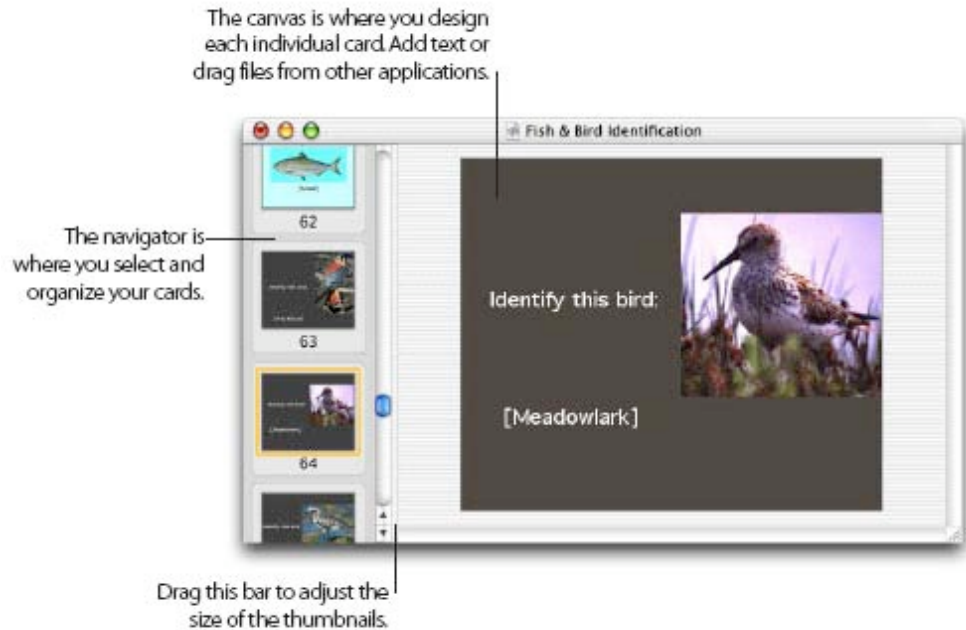 The canvas is where you design
each individual card. Add text or
drag files from other applications.
Fish & Bird Identification
The navigator is
where you select and
organize your cards.
62
63
64
Identify this bird:
[Meadowlark]
Drag this bar to adjust the
size of the thumbnails.